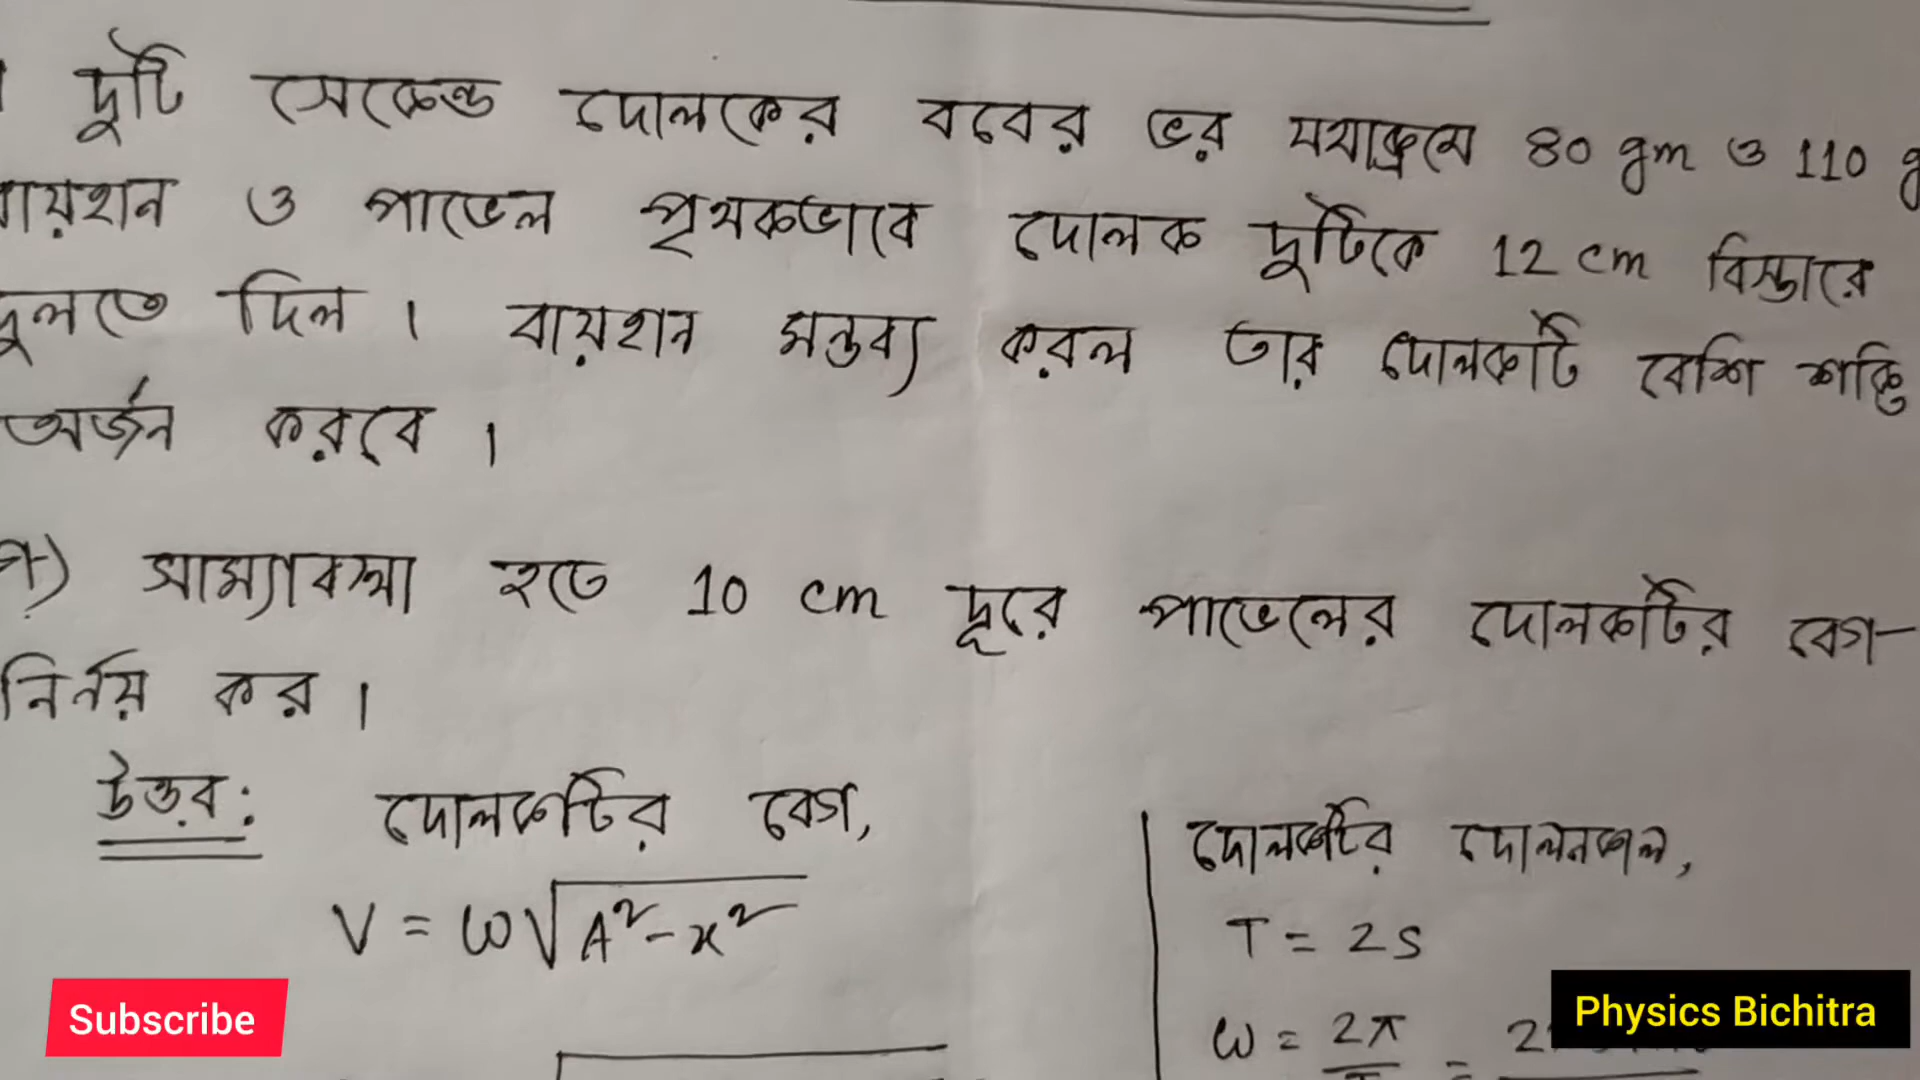 দুটি সেকেন্ড দোলকের ববের ভর যথাক্রমে 80 gm ও 110 g
রায়হান ও পাভেল পৃথকভাবে দোলক দুটিকে 12 cm বিস্তারে
দুলতে দিল। রায়হান মন্তব্য করল তার দোলকটি বেশি শক্তি
অর্জন করবে।
গ) সাম্যাবস্থা হতে 10 cm দূরে পাভেলের দোলকটির বেগ
নির্নয় কর।
উত্তর: দোলকটির বেগ,
V = ω√A²-x²
দোলকটির দোলনকাল,
T = 2s
ω = 2π =
Subscribe
Physics Bichitra